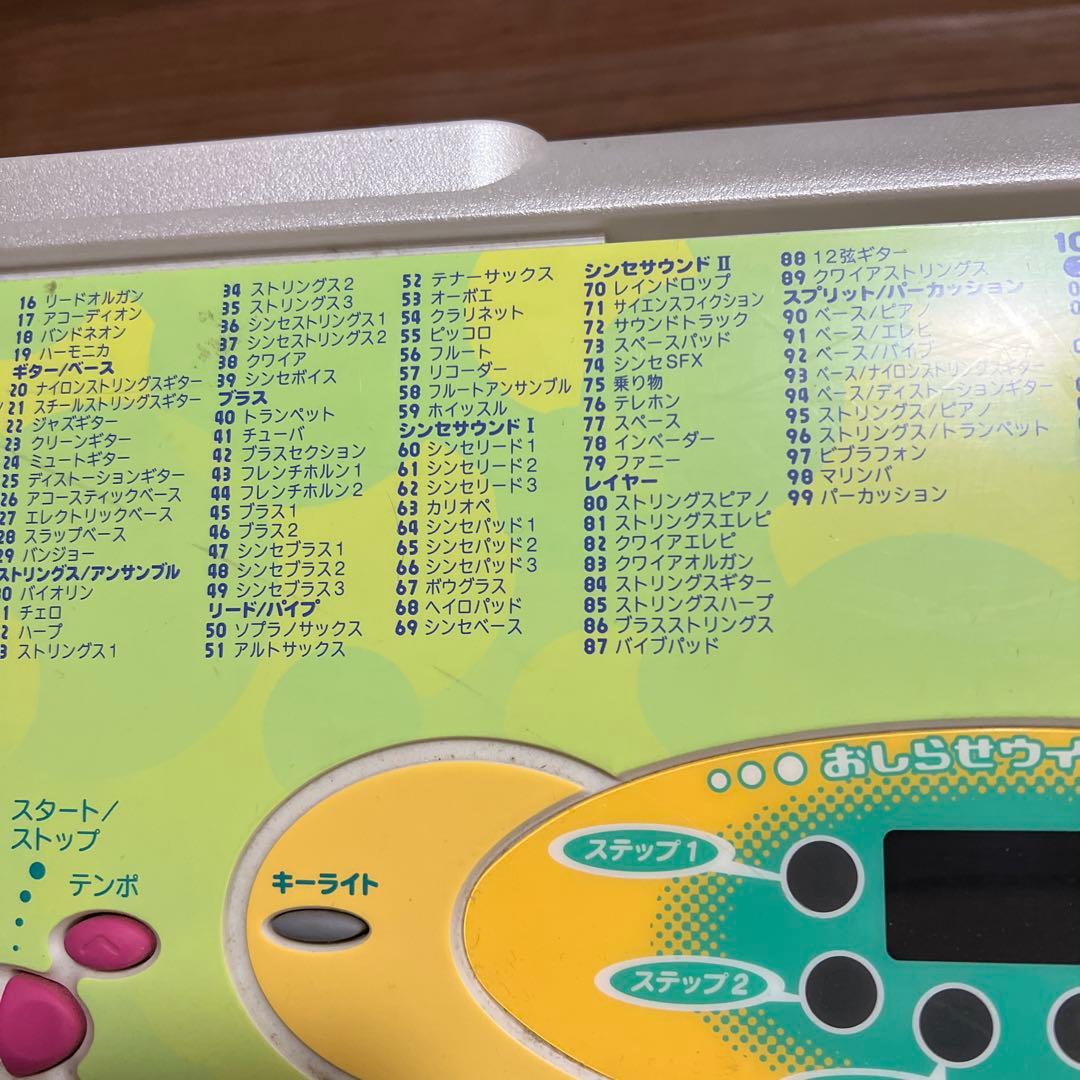 16 リードオルガン
17 アコーディオン
18 バンドネオン
19 ハーモニカ
ギター/ベース
20 ナイロンストリングスギター
21 スチールストリングスギター
22 ジャズギター
23 クリーンギター
24 ミュートギター
25 ディストーションギター
26 アコースティックベース
27 エレクトリックベース
28 スラップベース
29 バンジョー
ストリングス/アンサンブル
30 バイオリン
1 チェロ
2 ハープ
3 ストリングス1
34 ストリングス2
35 ストリングス3
36 シンセストリングス1
37 シンセストリングス2
38 クワイア
39 シンセボイス
ブラス
40 トランペット
41 チューバ
42 ブラスセクション
43 フレンチホルン1
44 フレンチホルン2
45 ブラス1
46 ブラス2
47 シンセブラス1
48 シンセブラス2
49 シンセブラス3
リード/パイプ
50 ソプラノサックス
51 アルトサックス
52 テナーサックス
53 オーボエ
54 クラリネット
55 ピッコロ
56 フルート
57 リコーダー
58 フルートアンサンブル
59 ホイッスル
シンセサウンド I
60 シンセリード1
61 シンセリード2
62 シンセリード3
63 カリオペ
64 シンセパッド1
65 シンセパッド2
66 シンセパッド3
67 ボウグラス
68 ヘイロパッド
69 シンセベース
シンセサウンド II
70 レインドロップ
71 サイエンスフィクション
72 サウンドトラック
73 スペースパッド
74 シンセSFX
75 乗り物
76 テレホン
77 スペース
78 インベーダー
79 ファニー
レイヤー
80 ストリングスピアノ
81 ストリングスエレピ
82 クワイアエレピ
83 クワイアオルガン
84 ストリングスギター
85 ストリングスハープ
86 ブラスストリングス
87 バイブパッド
88 12弦ギター
89 クワイアストリングス
スプリット/パーカッション
90 ベース/ピアノ
91 ベース/エレピ
92 ベース/バイブ
93 ベース/ナイロンストリングスギター
94 ベース/ディストーションギター
95 ストリングス/ピアノ
96 ストリングス/トランペット
97 ビブラフォン
98 マリンバ
99 パーカッション
10
スタート/
ストップ
テンポ
キーライト
おしらせウイ
ステップ1
ステップ2